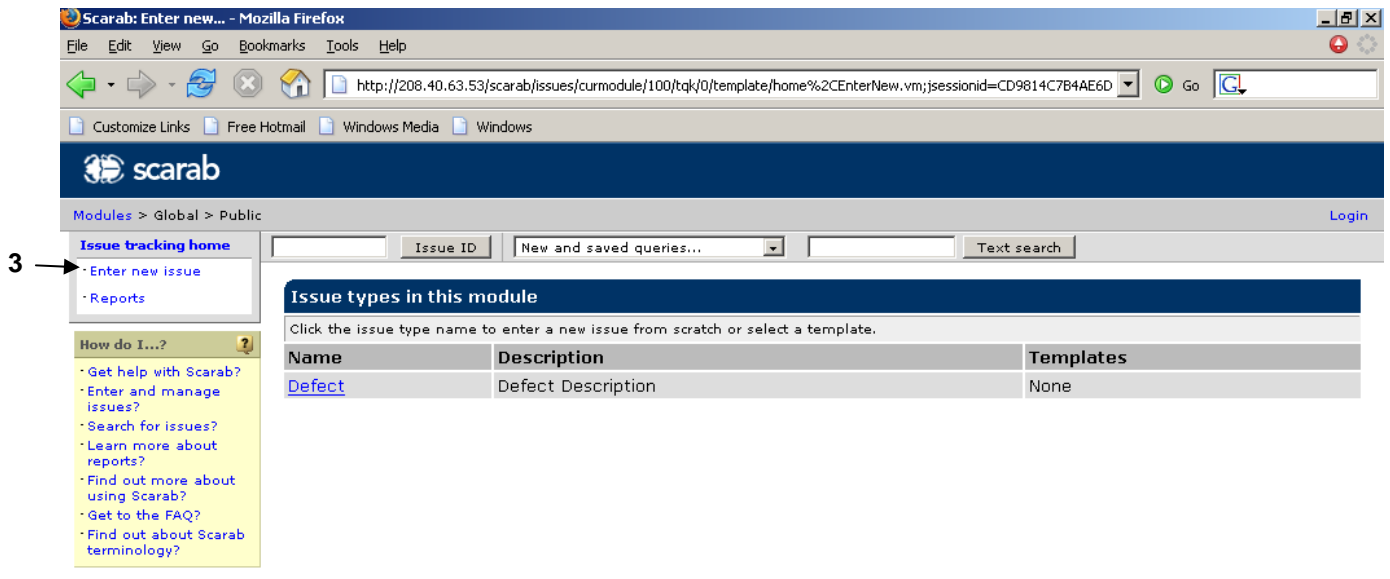 Scarab: Enter new... - Mozilla Firefox
File Edit View Go Bookmarks Tools Help
http://208.40.63.53/scarab/issues/curmodule/100/tqk/0/template/home%2CEnterNew.vm;jsessionid=CD9814C7B4AE6D Go G
Customize Links Free Hotmail Windows Media Windows
scarab
Modules > Global > Public Login
Issue tracking home Issue ID New and saved queries... Text search
3 Enter new issue
Reports
Issue types in this module
Click the issue type name to enter a new issue from scratch or select a template.
Name Description Templates
Defect Defect Description None
How do I...? ?
Get help with Scarab?
Enter and manage
issues?
Search for issues?
Learn more about
reports?
Find out more about
using Scarab?
Get to the FAQ?
Find out about Scarab
terminology?